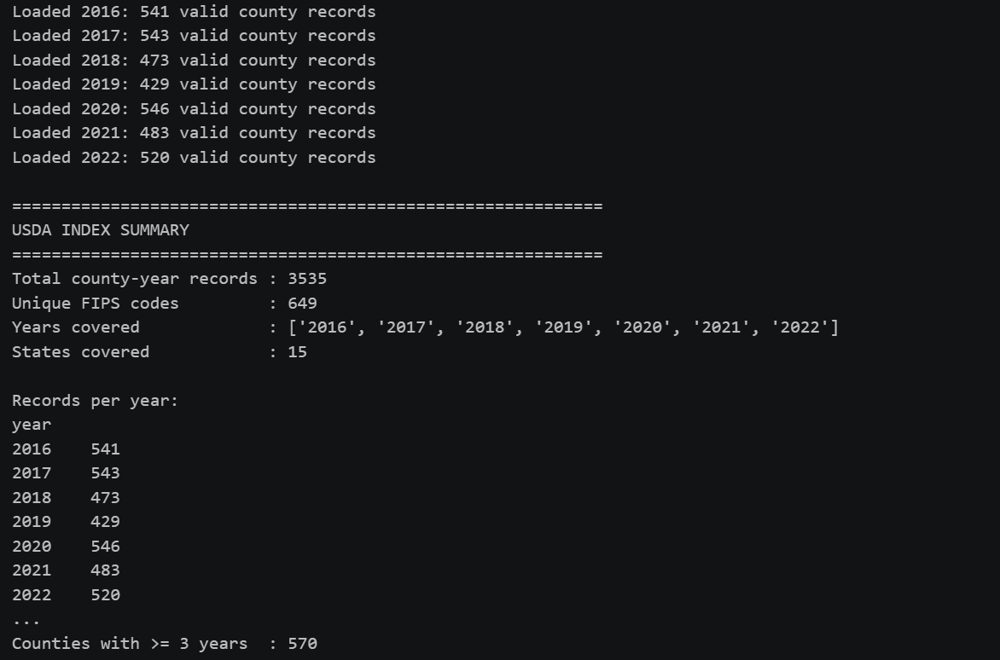 Loaded 2016: 541 valid county records
Loaded 2017: 543 valid county records
Loaded 2018: 473 valid county records
Loaded 2019: 429 valid county records
Loaded 2020: 546 valid county records
Loaded 2021: 483 valid county records
Loaded 2022: 520 valid county records
============================================================
USDA INDEX SUMMARY
============================================================
Total county-year records : 3535
Unique FIPS codes         : 649
Years covered             : ['2016', '2017', '2018', '2019', '2020', '2021', '2022']
States covered            : 15
Records per year:
year
2016    541
2017    543
2018    473
2019    429
2020    546
2021    483
2022    520
...
Counties with >= 3 years  : 570